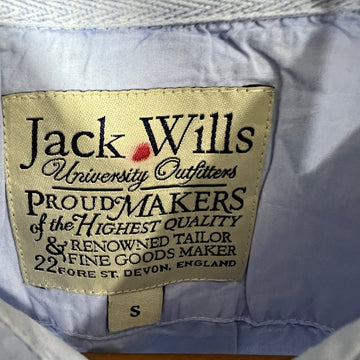 Jack Wills
University Outfitters
PROUD MAKERS
of the HIGHEST QUALITY
& RENOWNED TAILOR
FINE GOODS MAKER
22 FORE ST. DEVON, ENGLAND
S